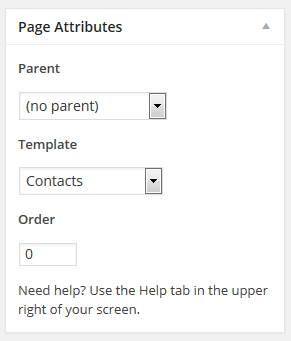 Page Attributes
Parent
(no parent)
Template
Contacts
Order
0
Need help? Use the Help tab in the upper
right of your screen.